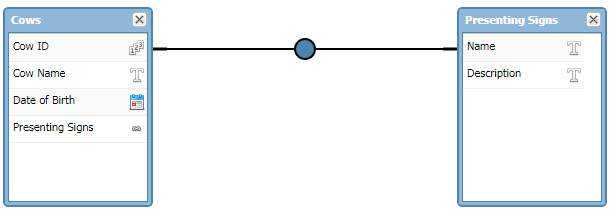 Cows
Cow ID
Cow Name
Date of Birth
Presenting Signs
Presenting Signs
Name
Description